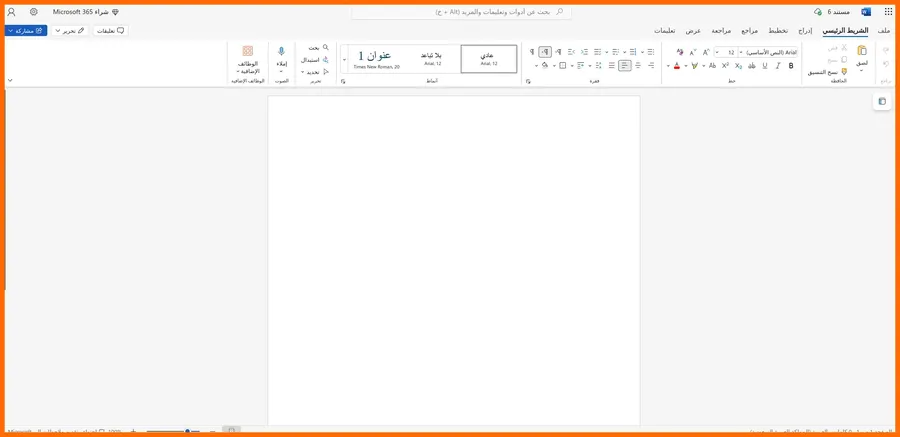 مستند 6
بحث عن أدوات وتعليمات والمزيد (Alt + خ)
شراء Microsoft 365
ملف
الشريط الرئيسي
إدراج
تخطيط
مراجع
مراجعة
عرض
تعليمات
تعليقات
تحرير
مشاركة
لصق
قص
نسخ
نسخ التنسيق
الحافظة
Arial (النص الأساسي)
12
خط
فقرة
عادي
Arial, 12
بلا تباعد
Arial, 12
عنوان 1
Times New Roman, 20
أنماط
بحث
استبدال
تحديد
تحرير
إملاء
الصوت
الوظائف الإضافية
الوظائف الإضافية
تراجع
100%